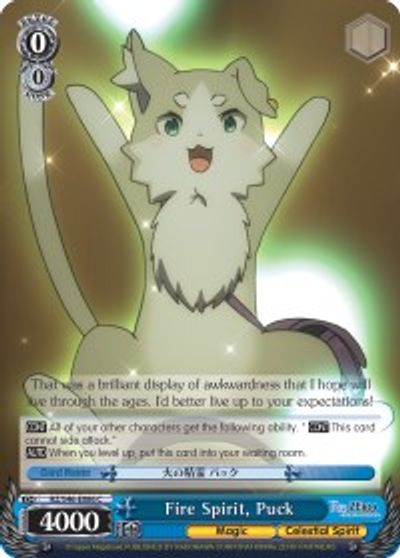 0
0
That was a brilliant display of awkwardness that I hope will
live through the ages. I'd better live up to your expectations!
CONT All of your other characters get the following ability. " CONT This card
cannot side attack."
AUTO When you level up, put this card into your waiting room.
Card Name 火の精霊 パック
Fire Spirit, Puck
4000
Magic Celestial Spirit